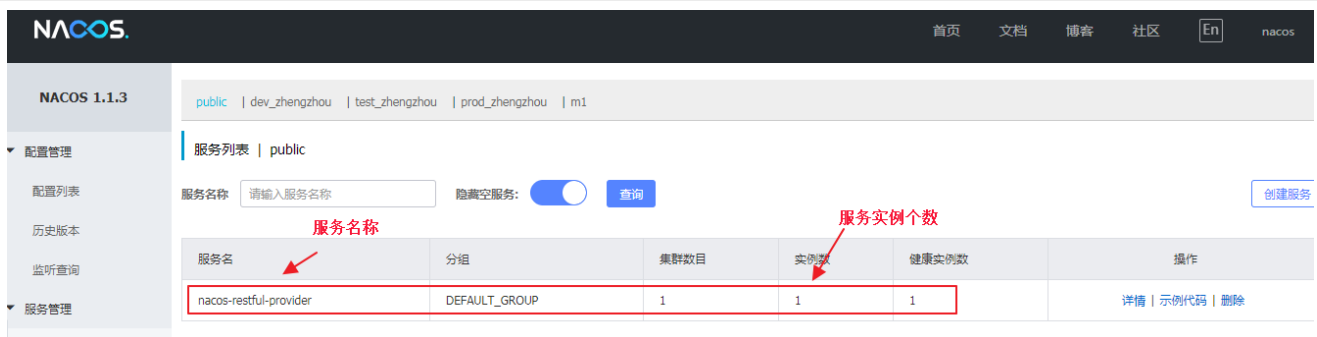 NACOS.
首页 文档 博客 社区 En nacos
NACOS 1.1.3
public | dev_zhengzhou | test_zhengzhou | prod_zhengzhou | m1
配置管理
服务列表 | public
配置列表
服务名称 请输入服务名称 隐藏空服务: 查询 创建服务
历史版本
服务名称 服务实例个数
监听查询
服务名 分组 集群数目 实例数 健康实例数 操作
服务管理
nacos-restful-provider DEFAULT_GROUP 1 1 1 详情 | 示例代码 | 删除